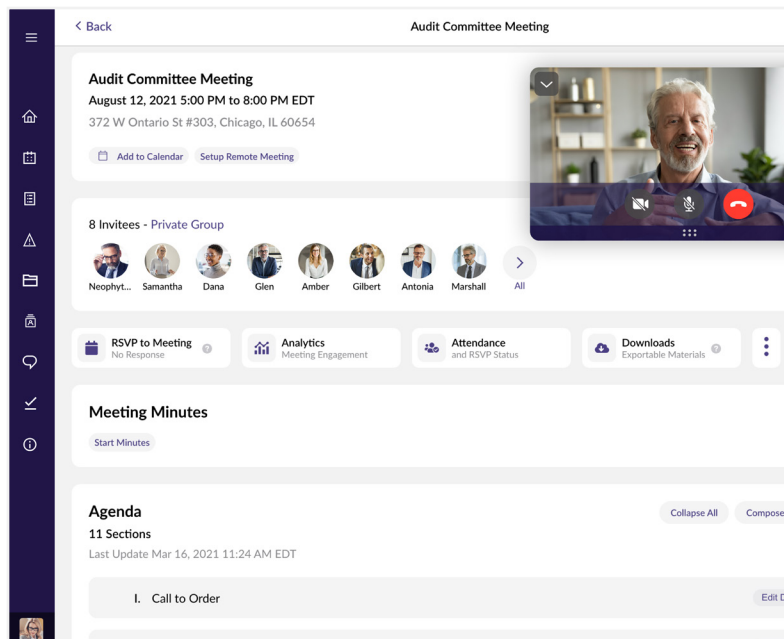 Back
Audit Committee Meeting
Audit Committee Meeting
August 12, 2021 5:00 PM to 8:00 PM EDT
372 W Ontario St #303, Chicago, IL 60654
Add to Calendar
Setup Remote Meeting
8 Invitees - Private Group
Neophyt...
Samantha
Dana
Glen
Amber
Gilbert
Antonia
Marshall
All
RSVP to Meeting
No Response
Analytics
Meeting Engagement
Attendance
and RSVP Status
Downloads
Exportable Materials
Meeting Minutes
Start Minutes
Agenda
Collapse All
Compose
11 Sections
Last Update Mar 16, 2021 11:24 AM EDT
I. Call to Order
Edit D